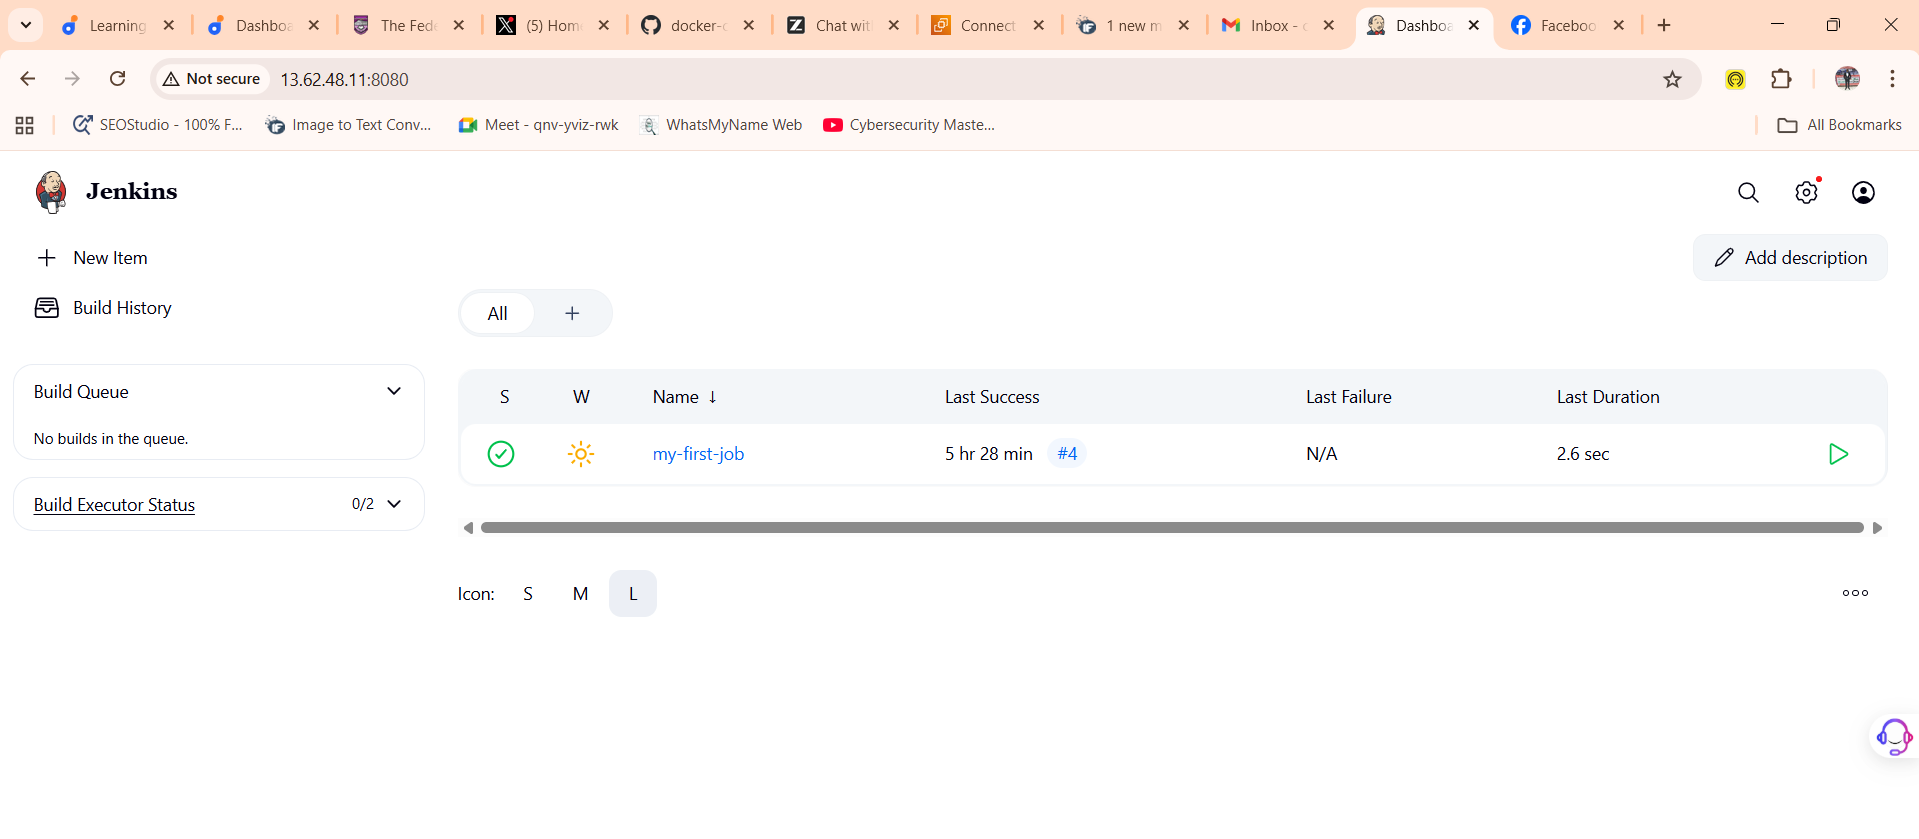 Learning
Dashboa
The Fede
(5) Hom
docker-c
Chat wit
Connect
1 new m
Inbox - c
Dashboa
Faceboo
Not secure
13.62.48.11:8080
SEOStudio - 100% F...
Image to Text Conv...
Meet - qnv-yviz-rwk
WhatsMyName Web
Cybersecurity Maste...
All Bookmarks
Jenkins
New Item
Add description
Build History
All
Build Queue
No builds in the queue.
Build Executor Status 0/2
S W Name ↓ Last Success Last Failure Last Duration
my-first-job 5 hr 28 min #4 N/A 2.6 sec
Icon: S M L